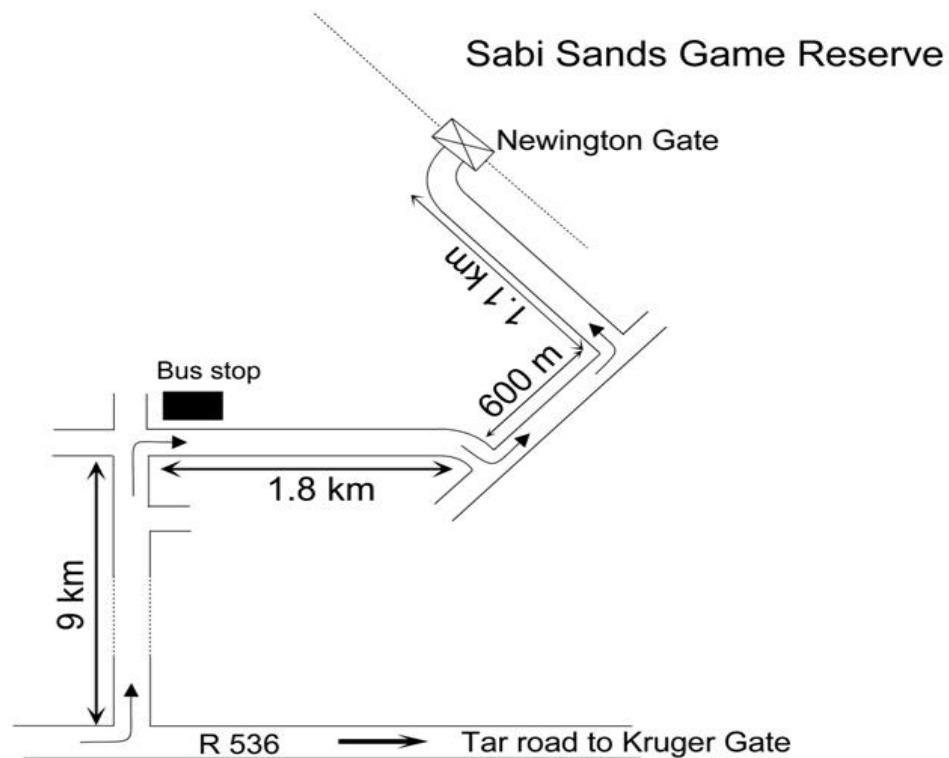 Sabi Sands Game Reserve
Newington Gate
1.1 km
600 m
Bus stop
1.8 km
9 km
R 536
Tar road to Kruger Gate